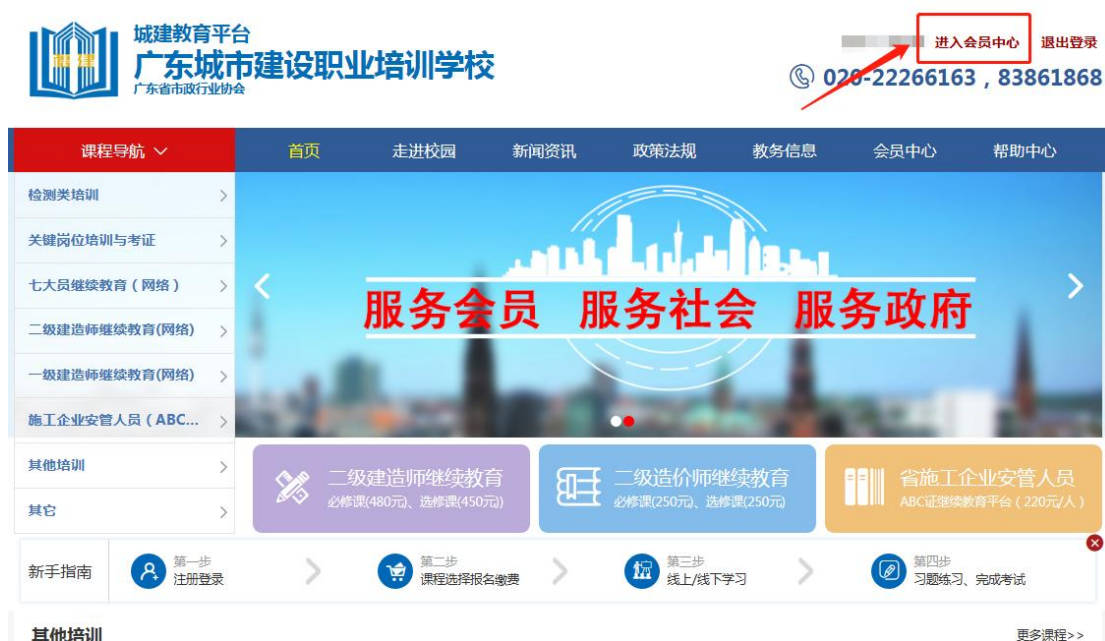 城建教育平台
广东城市建设职业培训学校
广东省市政行业协会
进入会员中心 退出登录
020-22266163，83861868
课程导航 首页 走进校园 新闻资讯 政策法规 教务信息 会员中心 帮助中心
检测类培训
关键岗位培训与考证
七大员继续教育（网络）
二级建造师继续教育(网络)
一级建造师继续教育(网络)
施工企业安管人员（ABC...
其他培训
其它
服务会员 服务社会 服务政府
二级建造师继续教育
必修课(480元)、选修课(450元))
二级造价师继续教育
必修课(250元)、选修课(250元)
省施工企业安管人员
ABC证继续教育平台（220元/人）
新手指南
第一步
注册登录
第二步
课程选择报名缴费
第三步
线上/线下学习
第四步
习题练习、完成考试
其他培训
更多课程>>